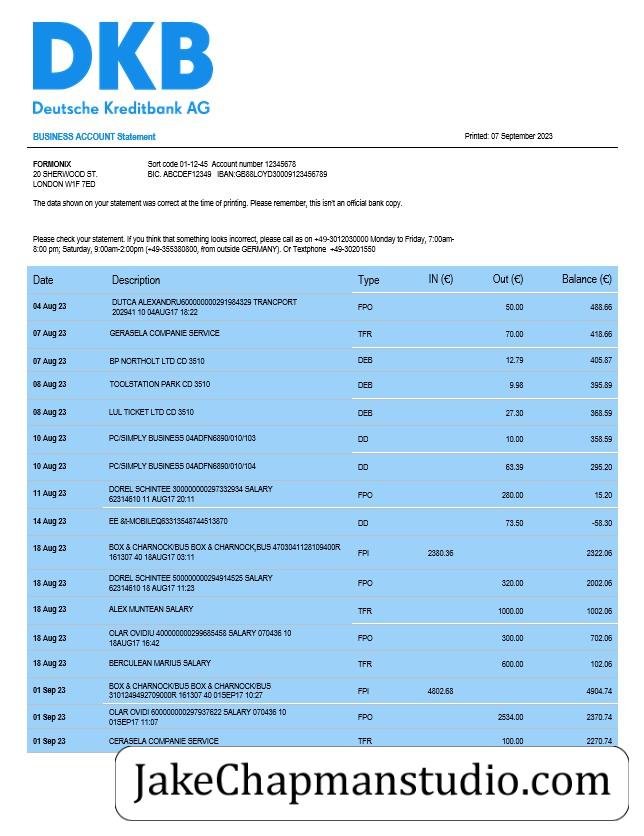 DKB
Deutsche Kreditbank AG
BUSINESS ACCOUNT Statement Printed: 07 September 2023
FORMONIX Sort code 01-12-45 Account number 12345678
20 SHERWOOD ST. BIC. ABCDEF12349 IBAN:GB88LOYD30009123456789
LONDON W1F 7ED
The data shown on your statement was correct at the time of printing. Please remember, this isn't an official bank copy.
Please check your statement. If you think that something looks incorrect, please call as on +49-3012030000 Monday to Friday, 7:00am-
8:00 pm; Saturday, 9:00am-2:00pm (+49-355380800, from outside GERMANY). Or Textphone +49-30201550
Date Description Type IN (€) Out (€) Balance (€)
04 Aug 23 DUTCA ALEXANDRU600000000291984329 TRANCPORT
202941 10 04AUG17 18:22 FPO 50.00 488.66
07 Aug 23 GERASELA COMPANIE SERVICE TFR 70.00 418.66
07 Aug 23 BP NORTHOLT LTD CD 3510 DEB 12.79 405.87
08 Aug 23 TOOLSTATION PARK CD 3510 DEB 9.98 395.89
08 Aug 23 LUL TICKET LTD CD 3510 DEB 27.30 368.59
10 Aug 23 PC/SIMPLY BUSINESS 04ADFN6890/010/103 DD 10.00 358.59
10 Aug 23 PC/SIMPLY BUSINESS 04ADFN6890/010/104 DD 63.39 295.20
11 Aug 23 DOREL SCHINTEE 300000000297332934 SALARY
62314610 11 AUG17 20:11 FPO 280.00 15.20
14 Aug 23 EE &t-MOBILEQ63313548744513870 DD 73.50 -58.30
18 Aug 23 BOX & CHARNOCK/BUS BOX & CHARNOCK,BUS 4703041128109400R
161307 40 18AUG17 03:11 FPI 2380.36 2322.06
18 Aug 23 DOREL SCHINTEE 500000000294914525 SALARY
62314610 18 AUG17 11:23 FPO 320.00 2002.06
18 Aug 23 ALEX MUNTEAN SALARY TFR 1000.00 1002.06
18 Aug 23 OLAR OVIDIU 400000000299685458 SALARY 070436 10
18AUG17 16:42 FPO 300.00 702.06
18 Aug 23 BERCULEAN MARIUS SALARY TFR 600.00 102.06
01 Sep 23 BOX & CHARNOCK/BUS BOX & CHARNOCK/BUS
3101249492709000R 161307 40 01SEP17 10:27 FPI 4802.68 4904.74
01 Sep 23 OLAR OVIDI 600000000297937622 SALARY 070436 10
01SEP17 11:07 FPO 2534.00 2370.74
01 Sep 23 CERASELA COMPANIE SERVICE TFR 100.00 2270.74
JakeChapmanstudio.com